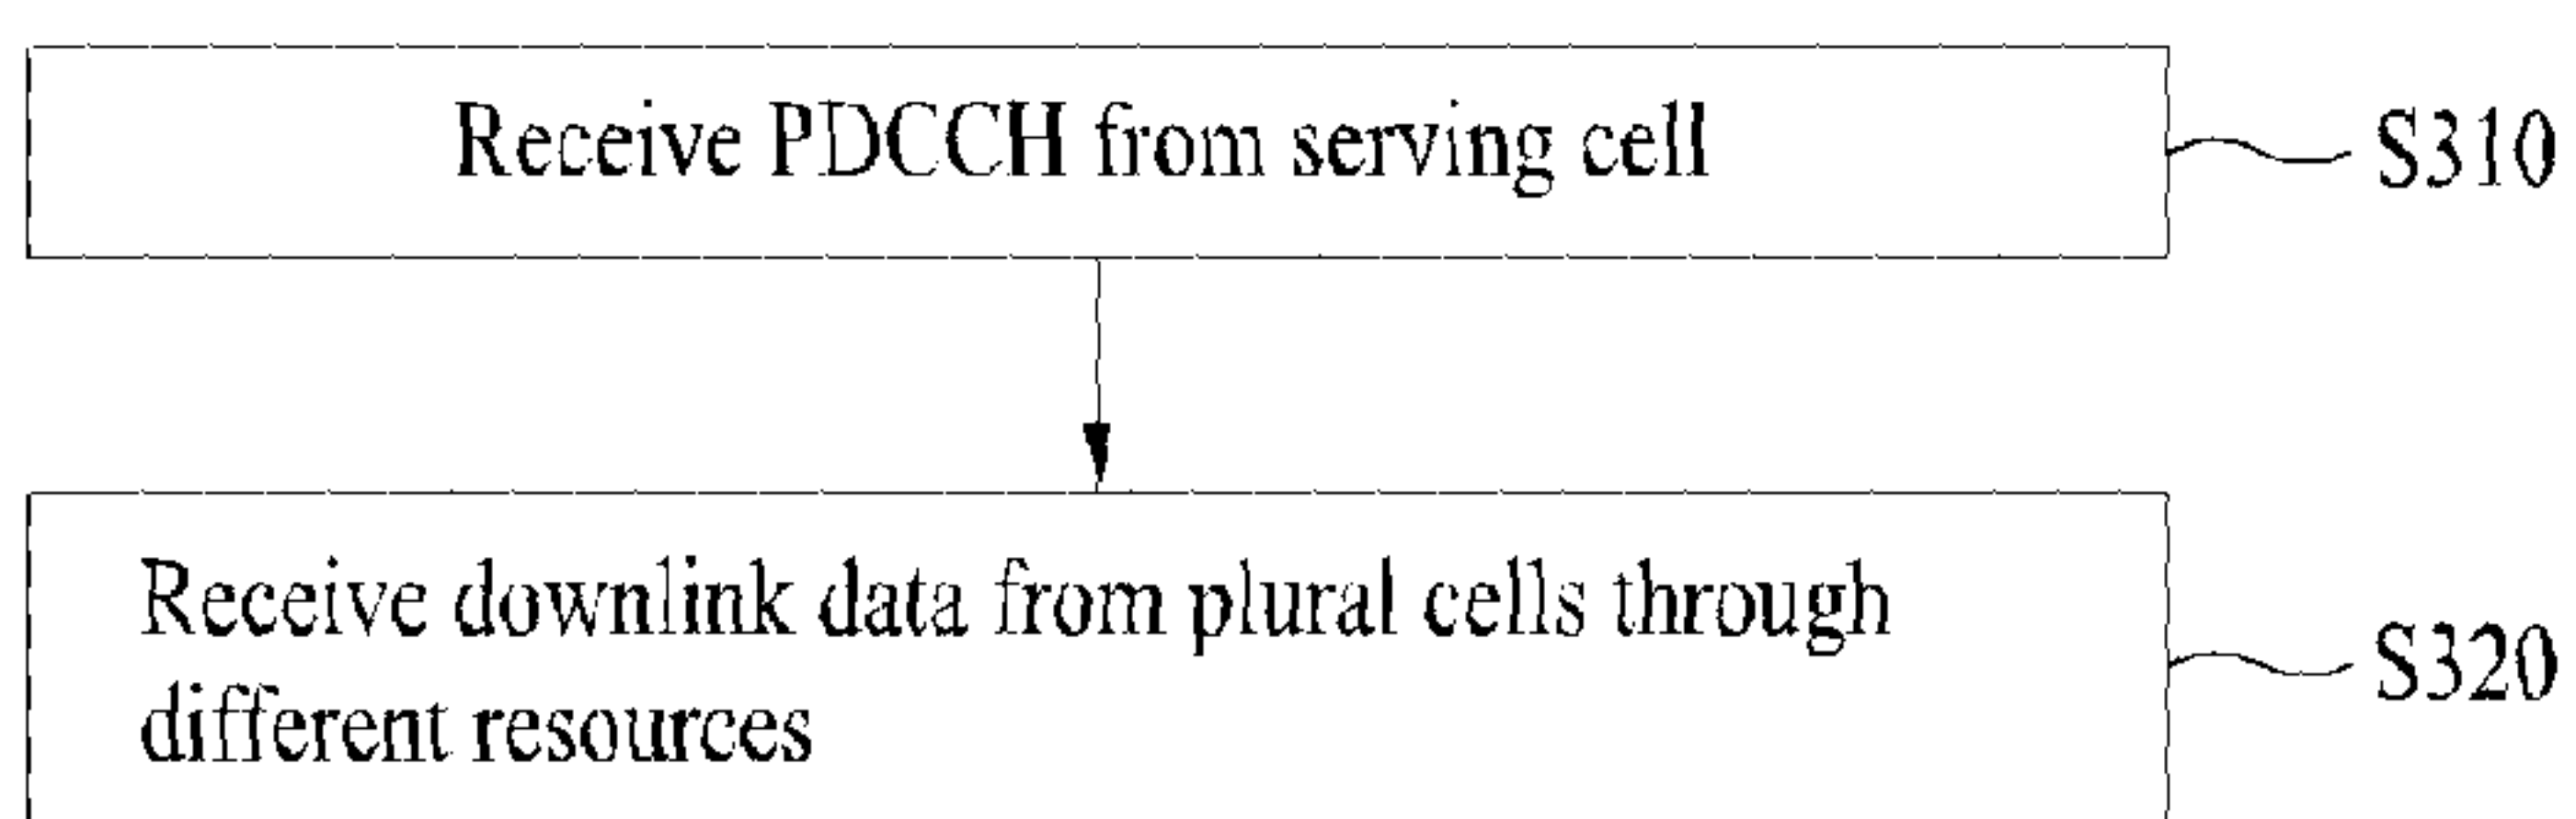 Receive PDCCH from serving cell
S310
Receive downlink data from plural cells through
different resources
S320